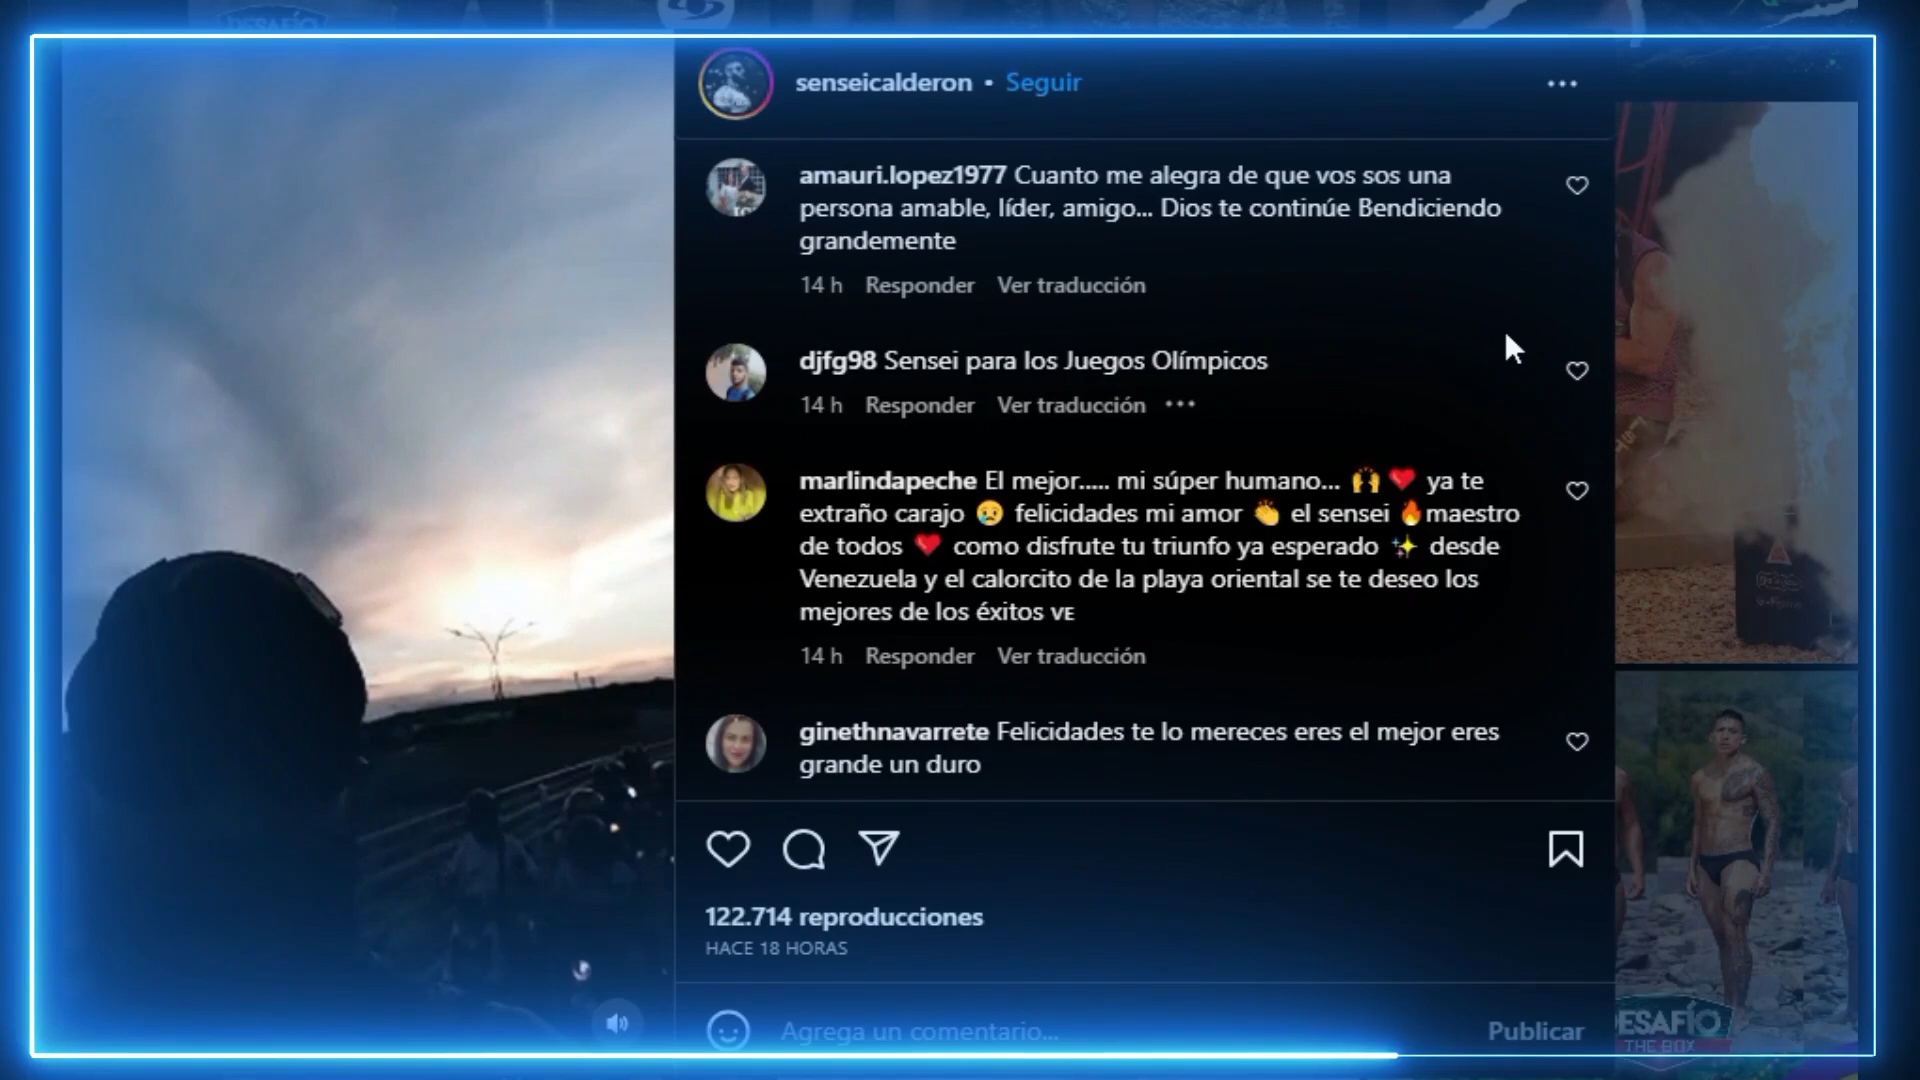 DESAFÍO
senseicalderon • Seguir
amauri.lopez1977 Cuanto me alegra de que vos sos una
persona amable, líder, amigo... Dios te continúe Bendiciendo
grandemente
14 h Responder Ver traducción
djfg98 Sensei para los Juegos Olímpicos
14 h Responder Ver traducción
marlindapeche El mejor..... mi súper humano... 🙌❤️ ya te
extraño carajo 😢 felicidades mi amor 👏 el sensei 🔥maestro
de todos ❤️ como disfrute tu triunfo ya esperado ✨ desde
Venezuela y el calorcito de la playa oriental se te deseo los
mejores de los éxitos VE
14 h Responder Ver traducción
ginethnavarrete Felicidades te lo mereces eres el mejor eres
grande un duro
122.714 reproducciones
HACE 18 HORAS
Agrega un comentario... Publicar
DESAFÍO
THE BOX